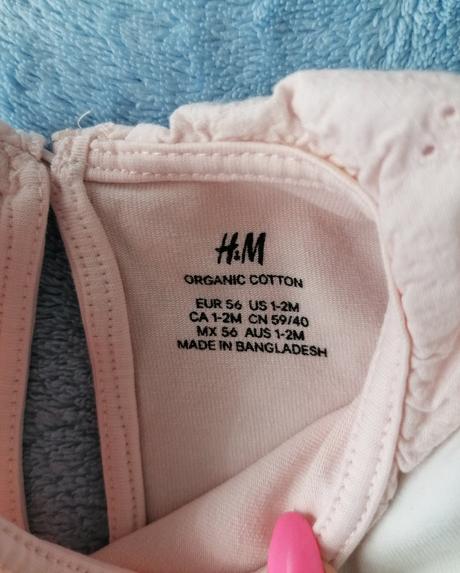 H&M
ORGANIC COTTON
EUR 56 US 1-2M
CA 1-2M CN 59/40
MX 56 AUS 1-2M
MADE IN BANGLADESH